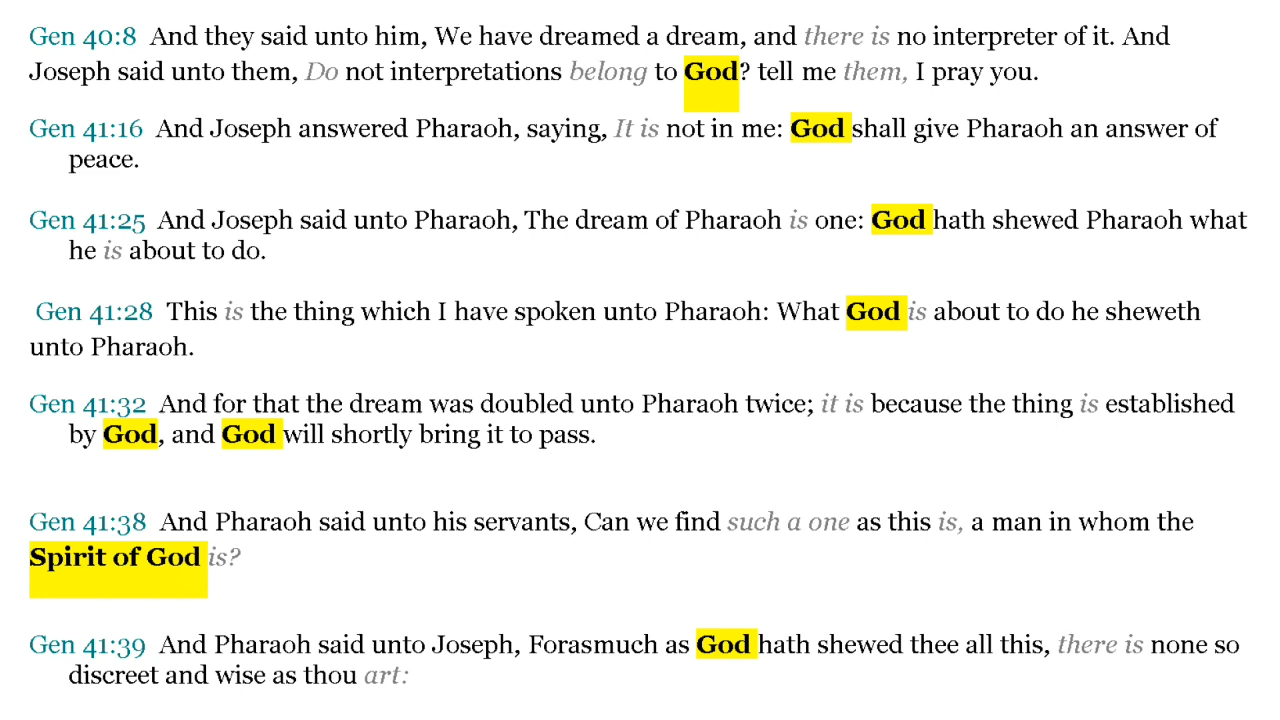 Gen 40:8 And they said unto him, We have dreamed a dream, and there is no interpreter of it. And
Joseph said unto them, Do not interpretations belong to God? tell me them, I pray you.
Gen 41:16 And Joseph answered Pharaoh, saying, It is not in me: God shall give Pharaoh an answer of
peace.
Gen 41:25 And Joseph said unto Pharaoh, The dream of Pharaoh is one: God hath shewed Pharaoh what
he is about to do.
Gen 41:28 This is the thing which I have spoken unto Pharaoh: What God is about to do he sheweth
unto Pharaoh.
Gen 41:32 And for that the dream was doubled unto Pharaoh twice; it is because the thing is established
by God, and God will shortly bring it to pass.
Gen 41:38 And Pharaoh said unto his servants, Can we find such a one as this is, a man in whom the
Spirit of God is?
Gen 41:39 And Pharaoh said unto Joseph, Forasmuch as God hath shewed thee all this, there is none so
discreet and wise as thou art: